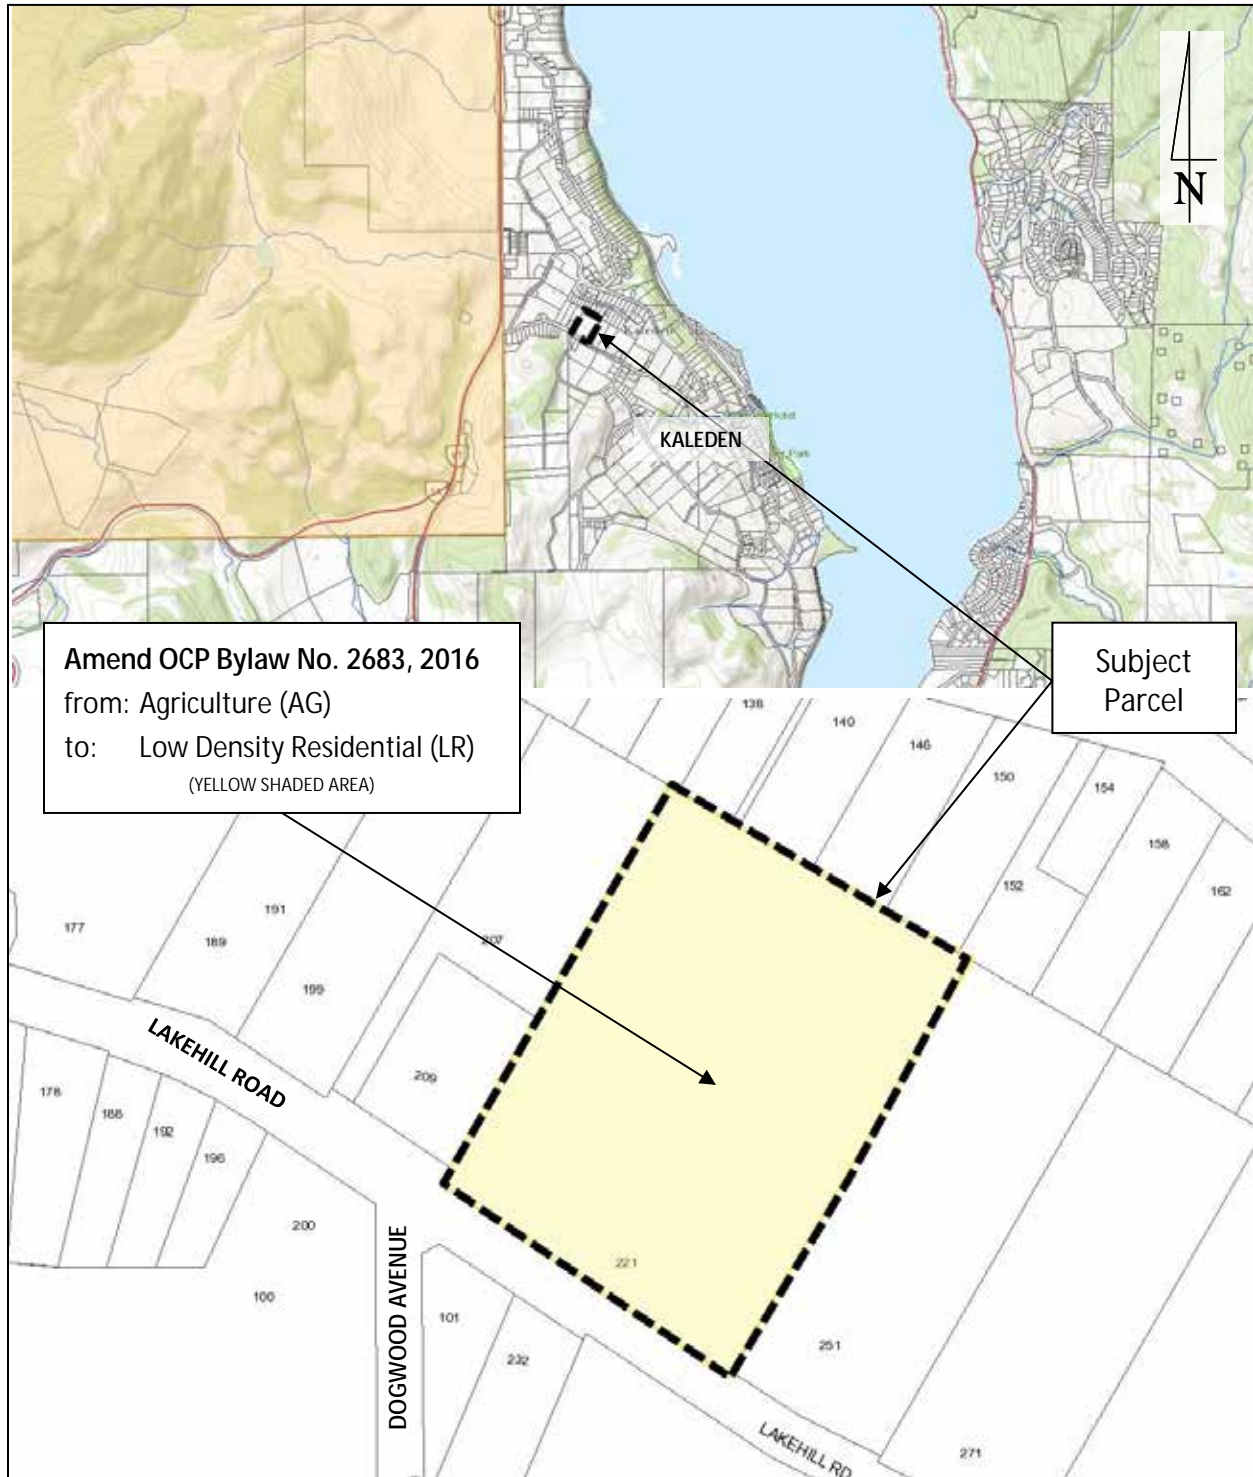 N
KALEDEN
Amend OCP Bylaw No. 2683, 2016
from: Agriculture (AG)
to: Low Density Residential (LR)
(YELLOW SHADED AREA)
Subject
Parcel
138
140
146
150
154
158
152
162
177
191
189
207
199
LAKEHILL ROAD
209
178
192
196
200
221
100
DOGWOOD AVENUE
101
232
251
LAKEHILL RD
271